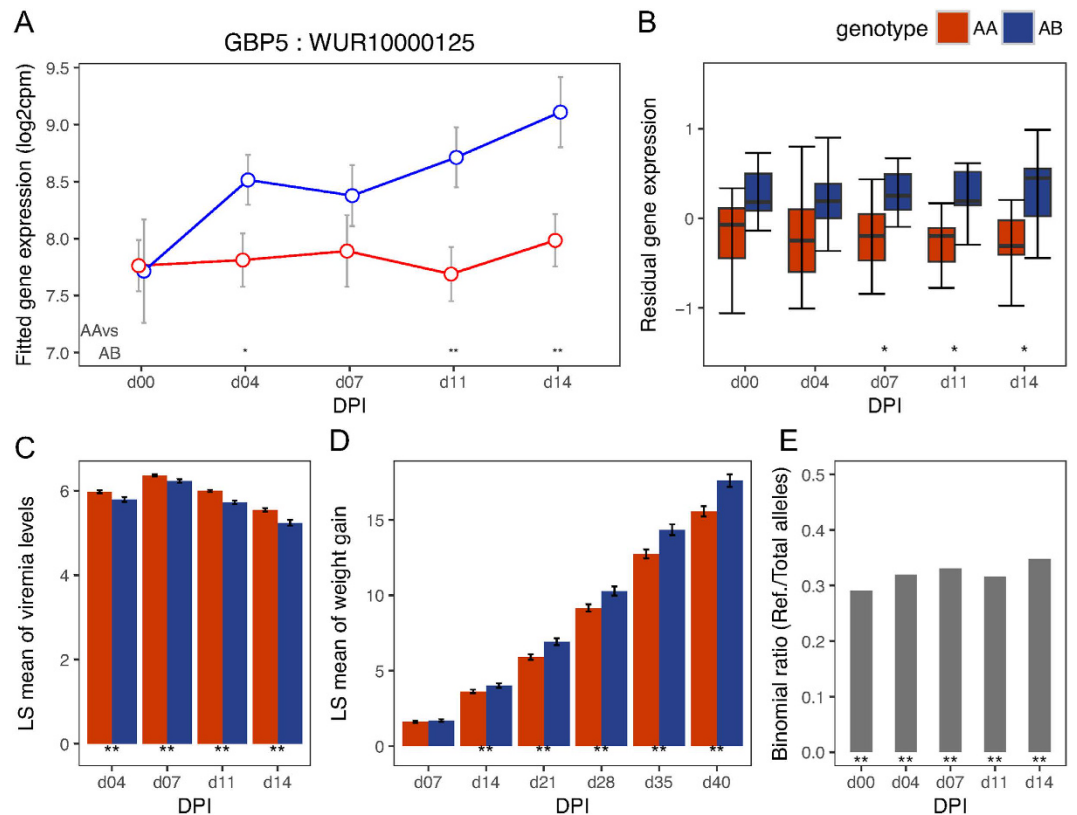 A
GBP5 : WUR10000125
Fitted gene expression (log2cpm)
9.5
9.0
8.5
8.0
7.5
7.0
AAvs
AB
*
**
**
d00 d04 d07 d11 d14
DPI
genotype AA AB
B
Residual gene expression
1
0
−1
*
*
*
d00 d04 d07 d11 d14
DPI
C
LS mean of viremia levels
6
4
2
0
** ** ** **
d04 d07 d11 d14
DPI
D
LS mean of weight gain
15
10
5
0
** ** ** ** **
d07 d14 d21 d28 d35 d40
DPI
E
Binomial ratio (Ref./Total alleles)
0.5
0.4
0.3
0.2
0.1
0.0
** ** ** ** **
d00 d04 d07 d11 d14
DPI